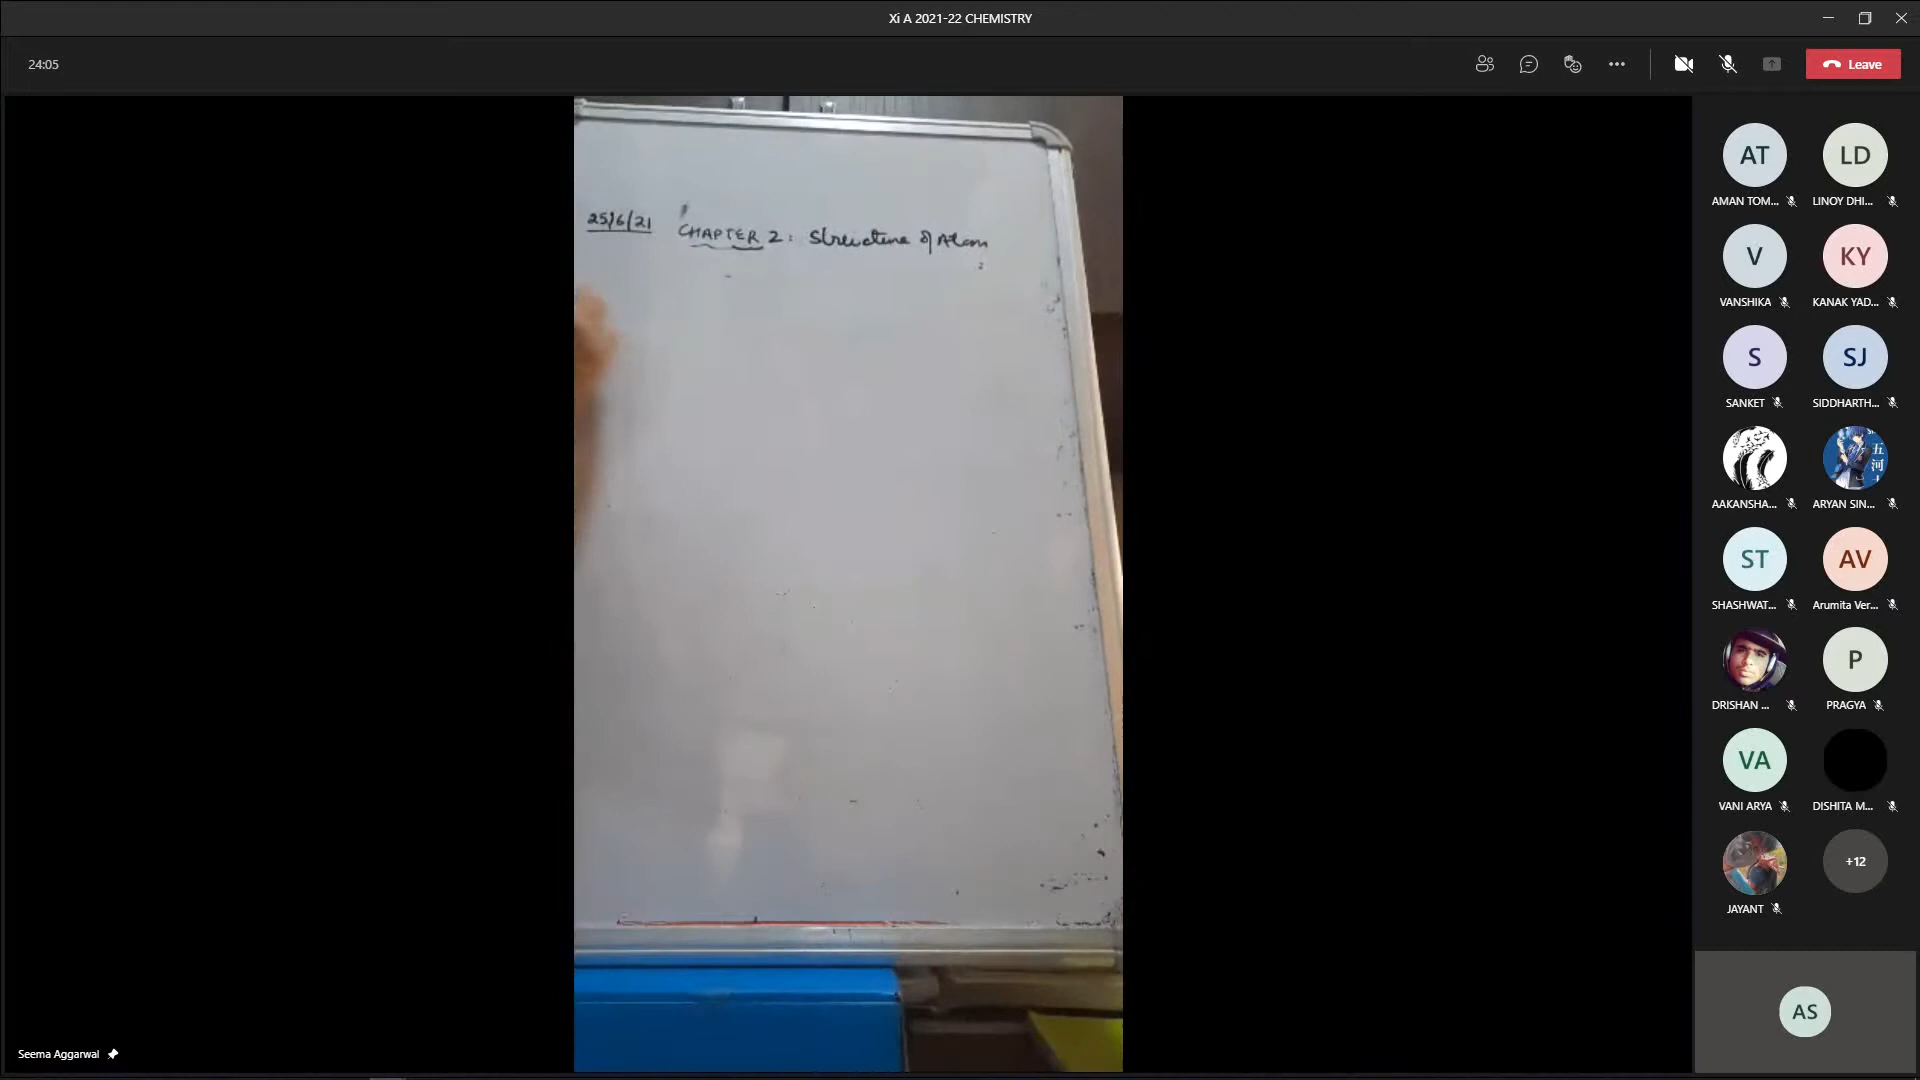 Xi A 2021-22 CHEMISTRY
24:05
Leave
25/6/21 CHAPTER 2: Structure of Atom
AT LD
AMAN TOM... LINOY DHI...
V KY
VANSHIKA KANAK YAD...
S SJ
SANKET SIDDHARTH...
五河
AAKANSHA... ARYAN SIN...
ST AV
SHASHWAT... Arumita Ver...
P
DRISHAN ... PRAGYA
VA
VANI ARYA DISHITA M...
+12
JAYANT
AS
Seema Aggarwal